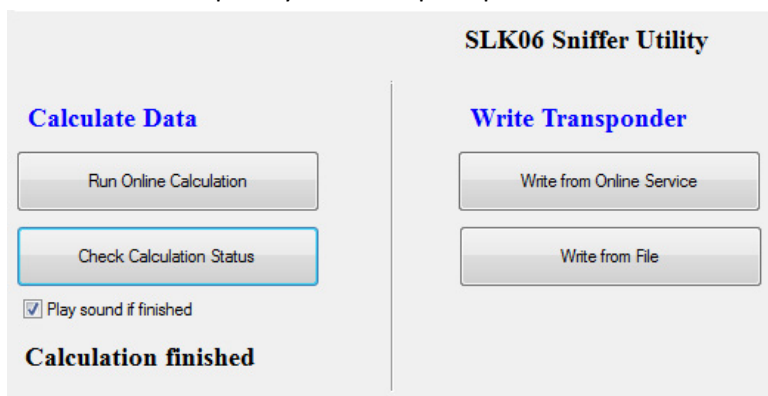 SLK06 Sniffer Utility
Calculate Data
Run Online Calculation
Check Calculation Status
Play sound if finished
Calculation finished
Write Transponder
Write from Online Service
Write from File